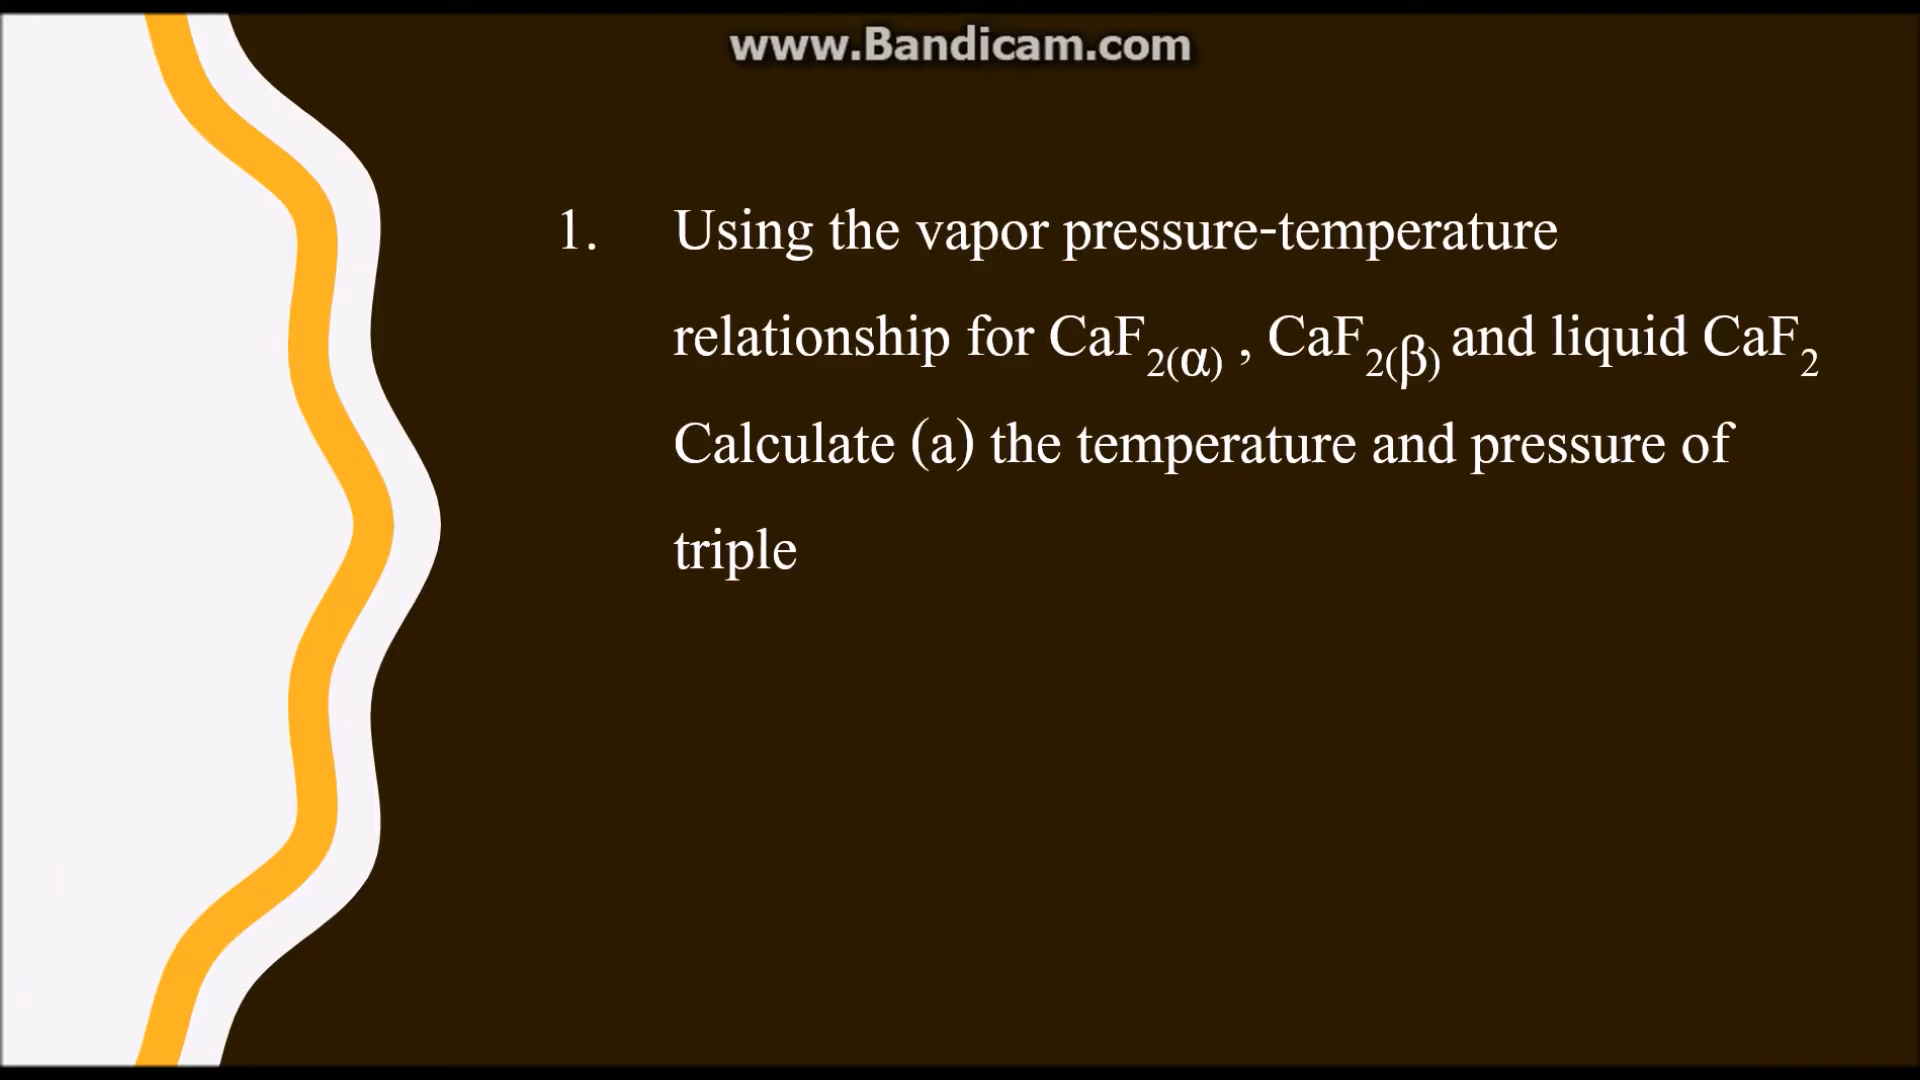 www.Bandicam.com
1. Using the vapor pressure-temperature
relationship for CaF₂₍α₎ , CaF₂₍β₎ and liquid CaF₂
Calculate (a) the temperature and pressure of
triple